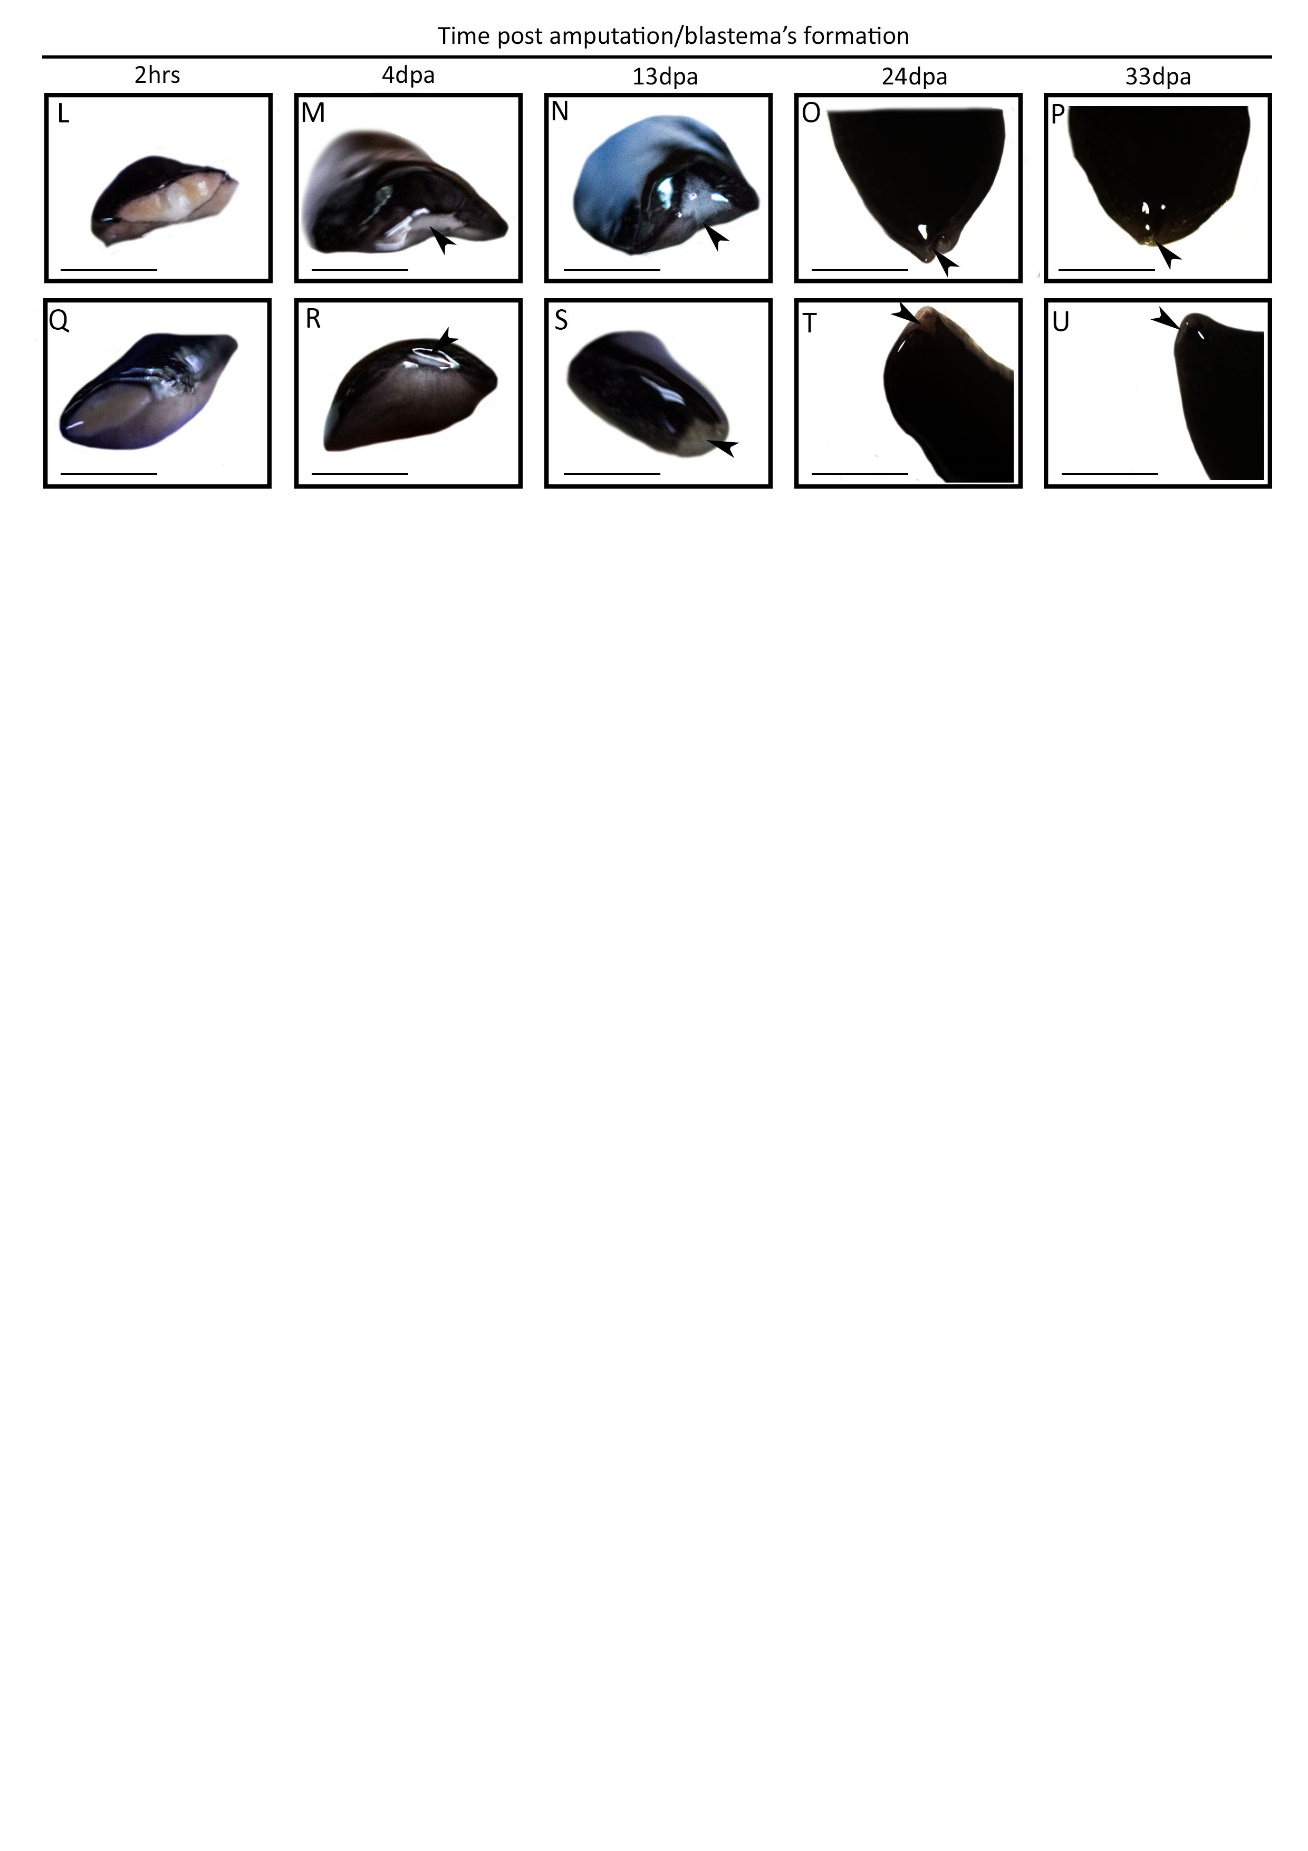 Time post amputation/blastema's formation
2hrs 4dpa 13dpa 24dpa 33dpa
L M N O P
Q R S T U